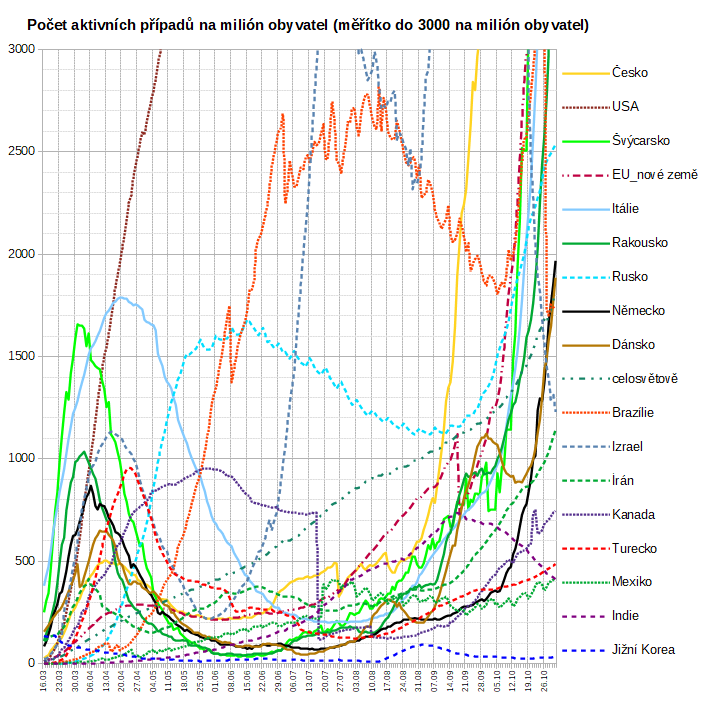 Počet aktivních případů na milión obyvatel (měřítko do 3000 na milión obyvatel)
3000
2500
2000
1500
1000
500
0
Česko
USA
Švýcarsko
EU_nové země
Itálie
Rakousko
Rusko
Německo
Dánsko
celosvětově
Brazílie
Izrael
Írán
Kanada
Turecko
Mexiko
Indie
Jižní Korea
16.03
23.03
30.03
06.04
13.04
20.04
27.04
04.05
11.05
18.05
25.05
01.06
08.06
15.06
22.06
29.06
06.07
13.07
20.07
27.07
03.08
10.08
17.08
24.08
31.08
07.09
14.09
21.09
28.09
05.10
12.10
19.10
26.10